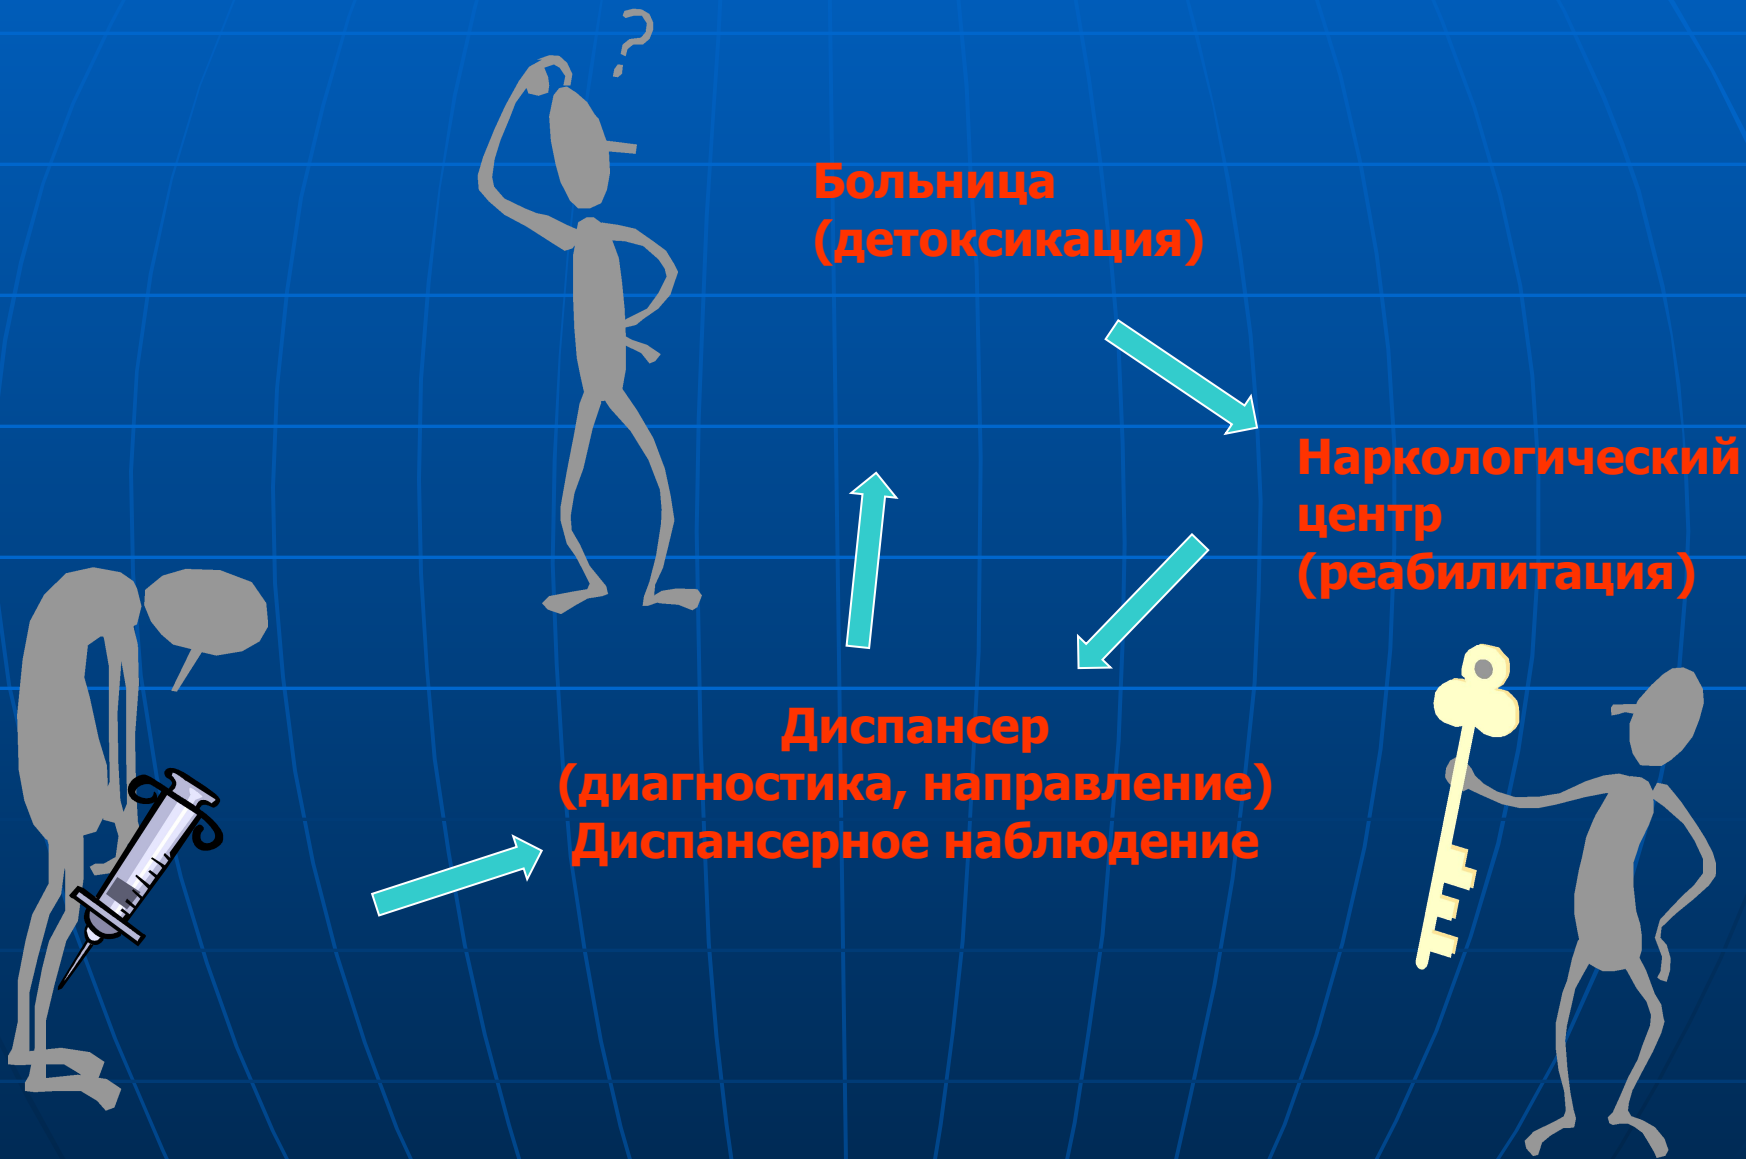 ?
Больница
(детоксикация)
Наркологический
центр
(реабилитация)
Диспансер
(диагностика, направление)
Диспансерное наблюдение